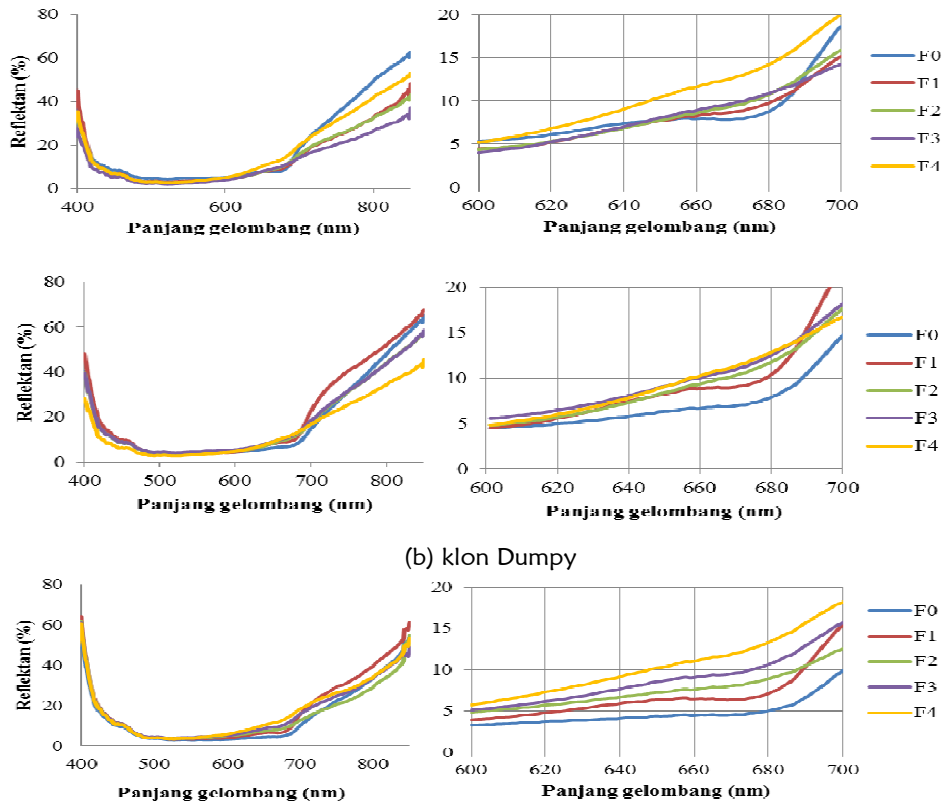 80
60
40
20
0
Reflektan (%)
400 500 600 700 800
Panjang gelombang (nm)
20
15
10
5
0
600 620 640 660 680 700
Panjang gelombang (nm)
F0
F1
F2
F3
F4
80
60
40
20
0
Reflektan (%)
400 500 600 700 800
Panjang gelombang (nm)
20
15
10
5
0
600 620 640 660 680 700
Panjang gelombang (nm)
F0
F1
F2
F3
F4
(b) klon Dumpy
80
60
40
20
0
Reflektan (%)
400 500 600 700 800
Panjang gelombang (nm)
20
15
10
5
0
600 620 640 660 680 700
Panjang gelombang (nm)
F0
F1
F2
F3
F4